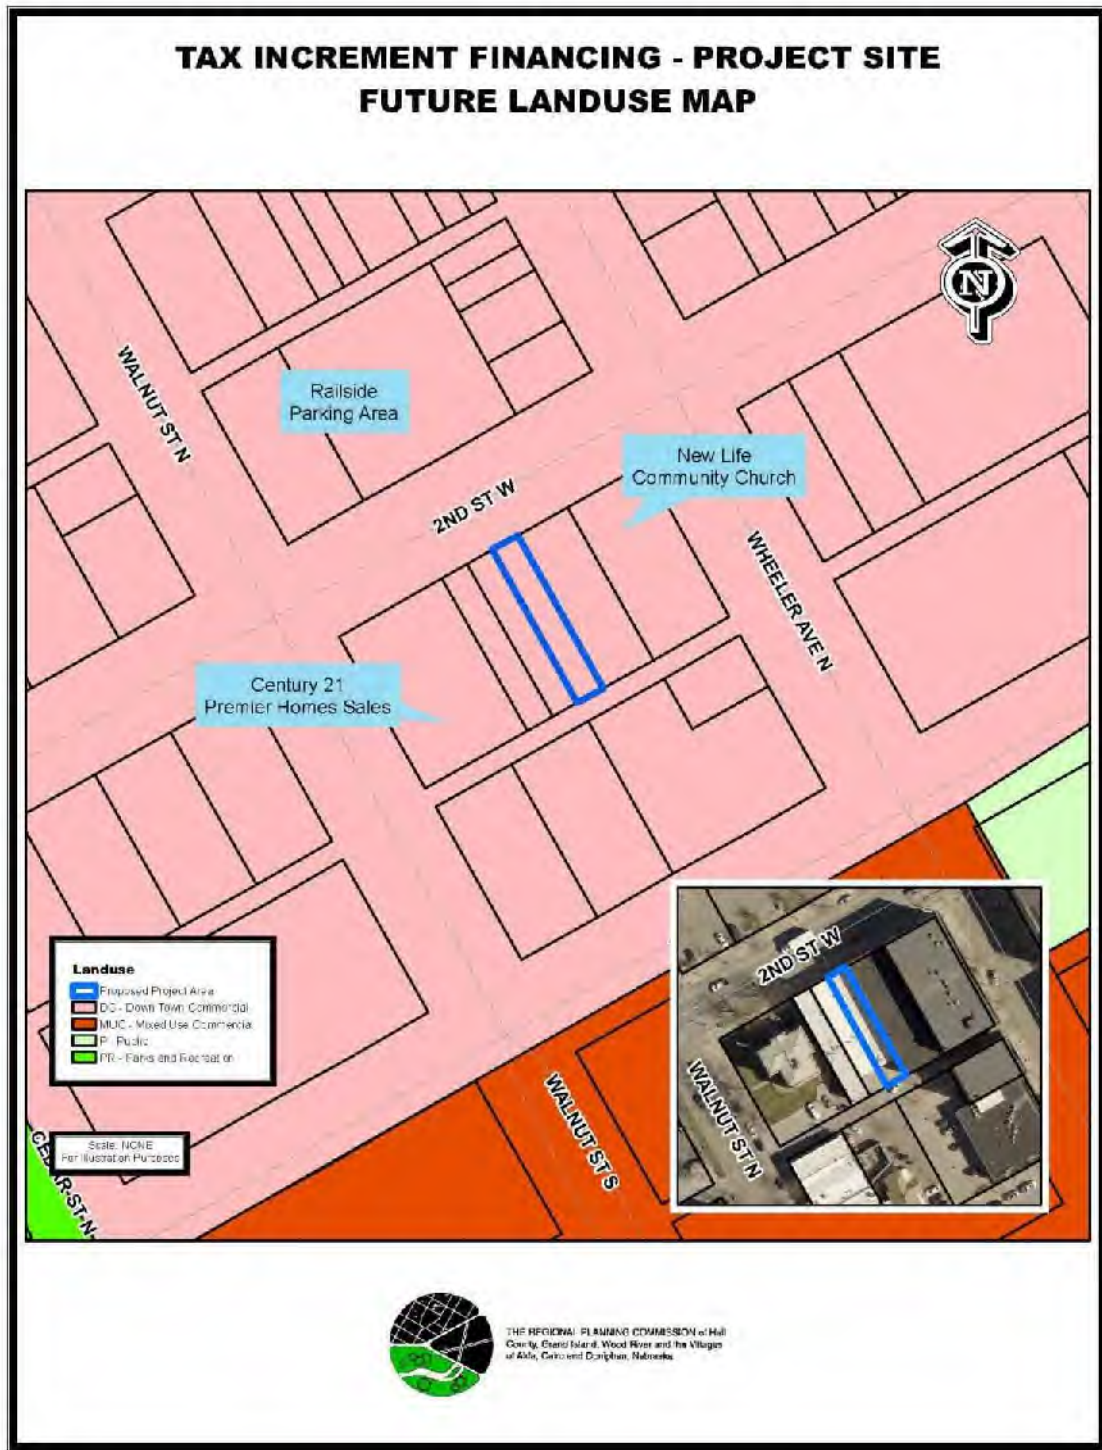 TAX INCREMENT FINANCING - PROJECT SITE
FUTURE LANDUSE MAP
N
WALNUT ST N
Railside
Parking Area
2ND ST W
New Life
Community Church
WHEELER AVE N
Century 21
Premier Homes Sales
Landuse
Proposed Project Area
DC - Down Town Commercial
MUC - Mixed Use Commercial
P - Public
PR - Parks and Recreation
Scale: NONE
For Illustration Purposes
CEDAR ST N
WALNUT ST S
2ND ST W
WALNUT ST N
THE REGIONAL PLANNING COMMISSION of Hall
County, Grand Island, Wood River and the Villages
of Alda, Cairo and Doniphan, Nebraska